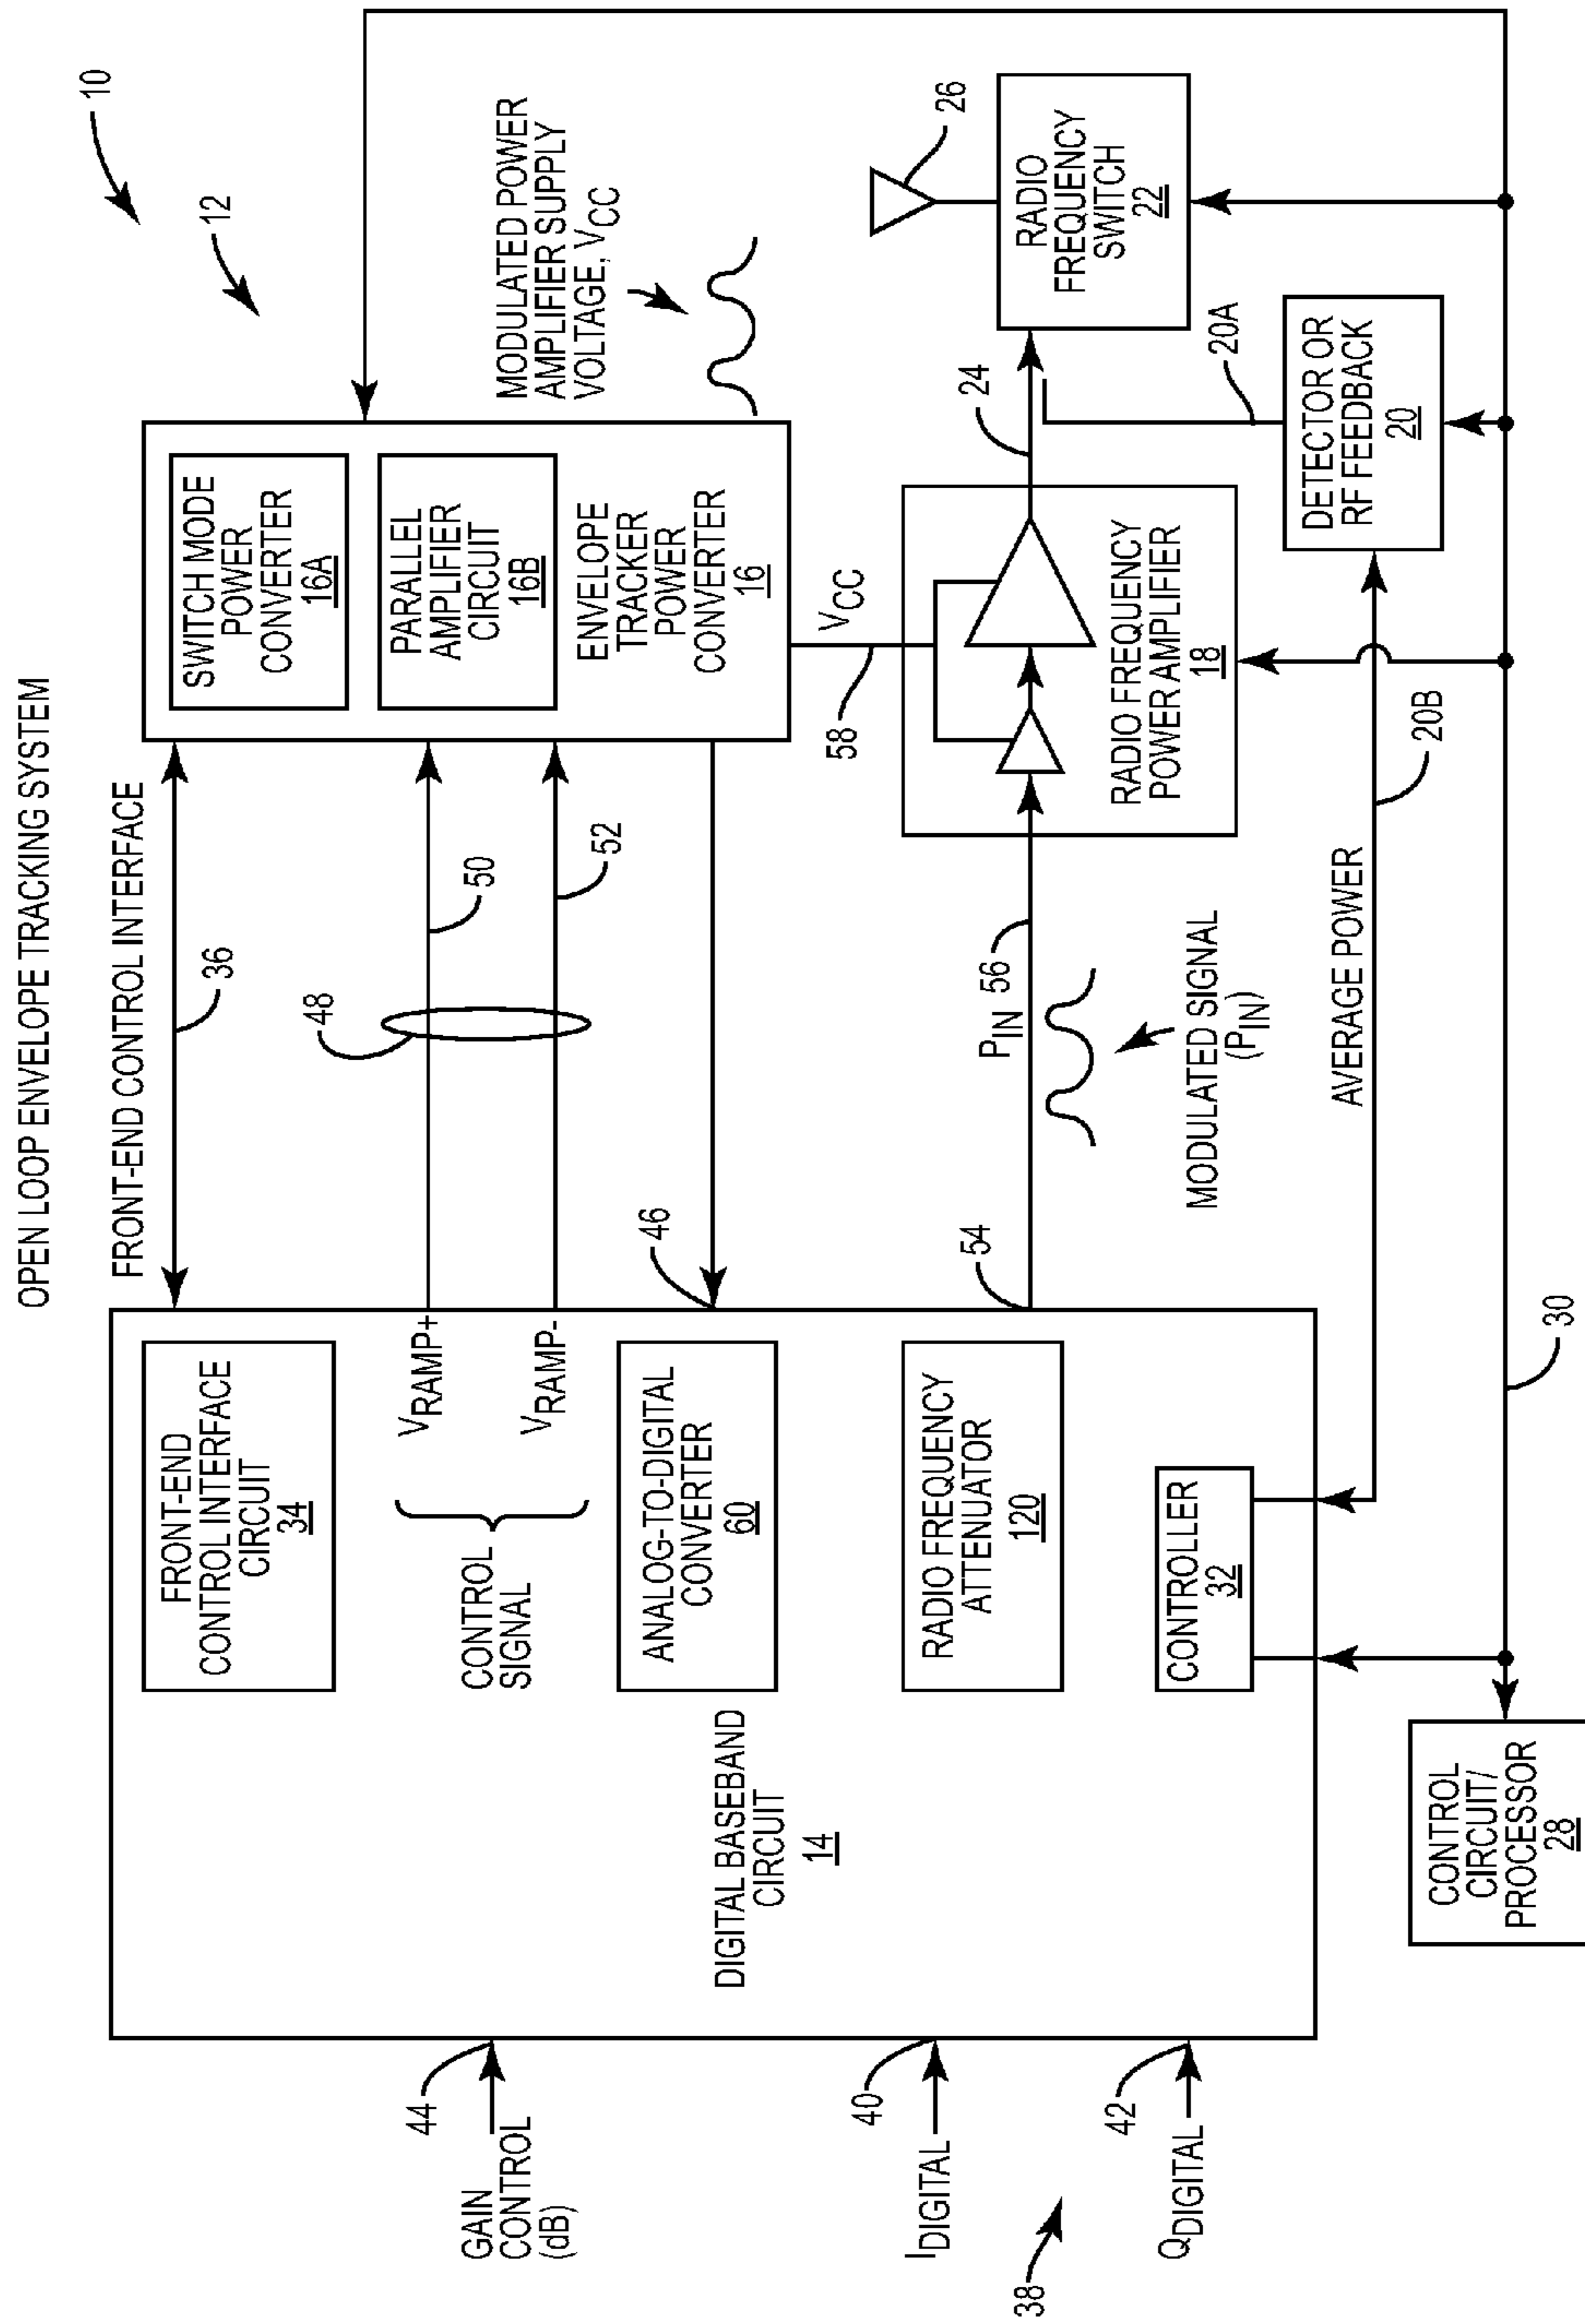 OPEN LOOP ENVELOPE TRACKING SYSTEM
10
12
FRONT-END CONTROL INTERFACE
36
FRONT-END
CONTROL INTERFACE
CIRCUIT
34
SWITCH MODE
POWER
CONVERTER
16A
PARALLEL
AMPLIFIER
CIRCUIT
16B
ENVELOPE
TRACKER
POWER
CONVERTER
16
MODULATED POWER
AMPLIFIER SUPPLY
VOLTAGE, VCC
44
GAIN
CONTROL
(dB)
CONTROL
SIGNAL
VRAMP+
VRAMP-
48
50
52
ANALOG-TO-DIGITAL
CONVERTER
60
46
DIGITAL BASEBAND
CIRCUIT
14
58
VCC
RADIO FREQUENCY
ATTENUATOR
120
54
PIN
56
MODULATED SIGNAL
(PIN)
RADIO FREQUENCY
POWER AMPLIFIER
18
24
26
RADIO
FREQUENCY
SWITCH
22
40
IDIGITAL
42
QDIGITAL
38
CONTROLLER
32
AVERAGE POWER
20B
20A
DETECTOR OR
RF FEEDBACK
20
30
CONTROL
CIRCUIT/
PROCESSOR
28